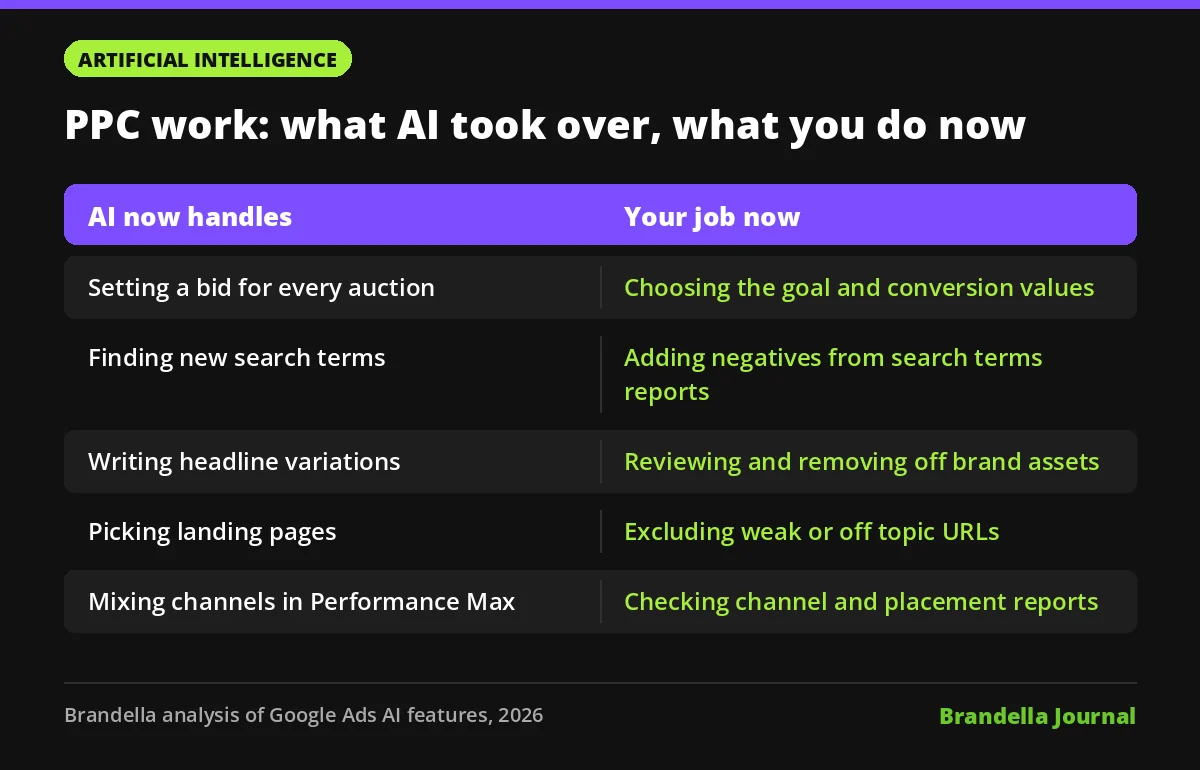 ARTIFICIAL INTELLIGENCE
PPC work: what AI took over, what you do now
AI now handles
Your job now
Setting a bid for every auction
Choosing the goal and conversion values
Finding new search terms
Adding negatives from search terms
reports
Writing headline variations
Reviewing and removing off brand assets
Picking landing pages
Excluding weak or off topic URLs
Mixing channels in Performance Max
Checking channel and placement reports
Brandella analysis of Google Ads AI features, 2026
Brandella Journal